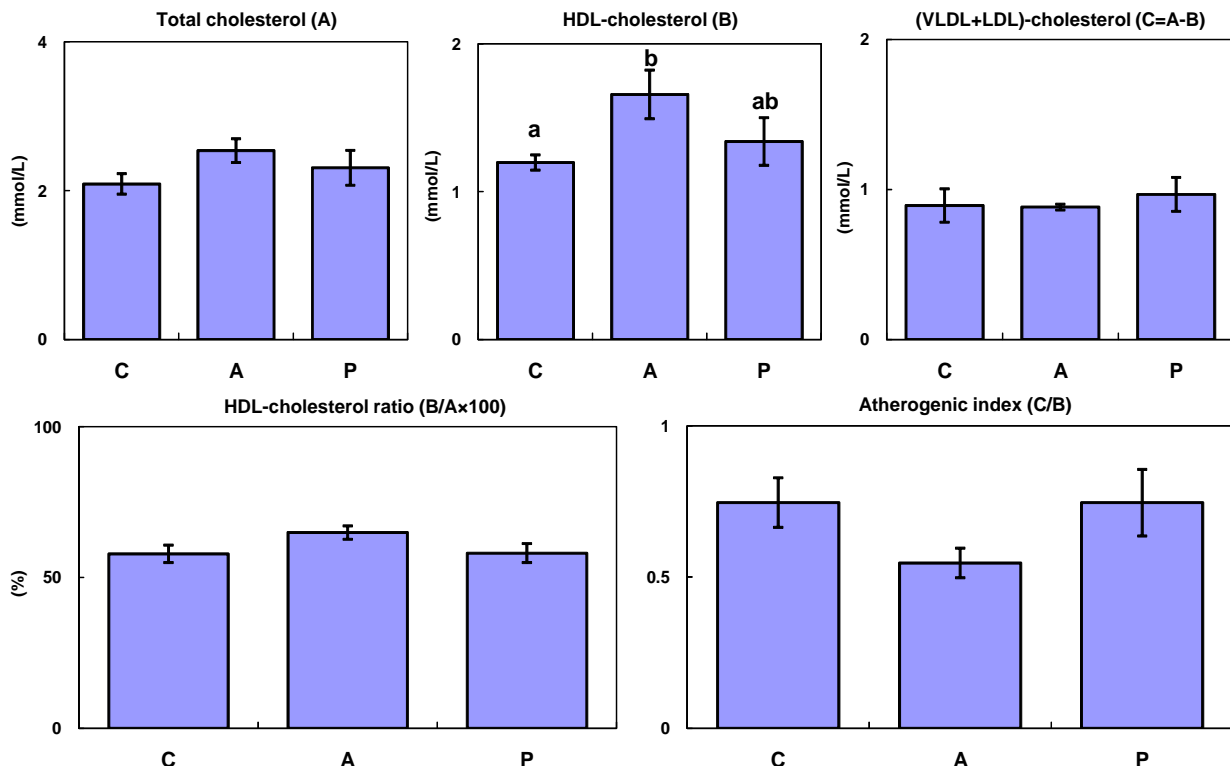 Total cholesterol (A)
4
2
0
(mmol/L)
C A P
HDL-cholesterol (B)
2
1
0
(mmol/L)
a
b
ab
C A P
(VLDL+LDL)-cholesterol (C=A-B)
2
1
0
(mmol/L)
C A P
HDL-cholesterol ratio (B/A×100)
100
50
0
(%)
C A P
Atherogenic index (C/B)
1
0.5
0
C A P